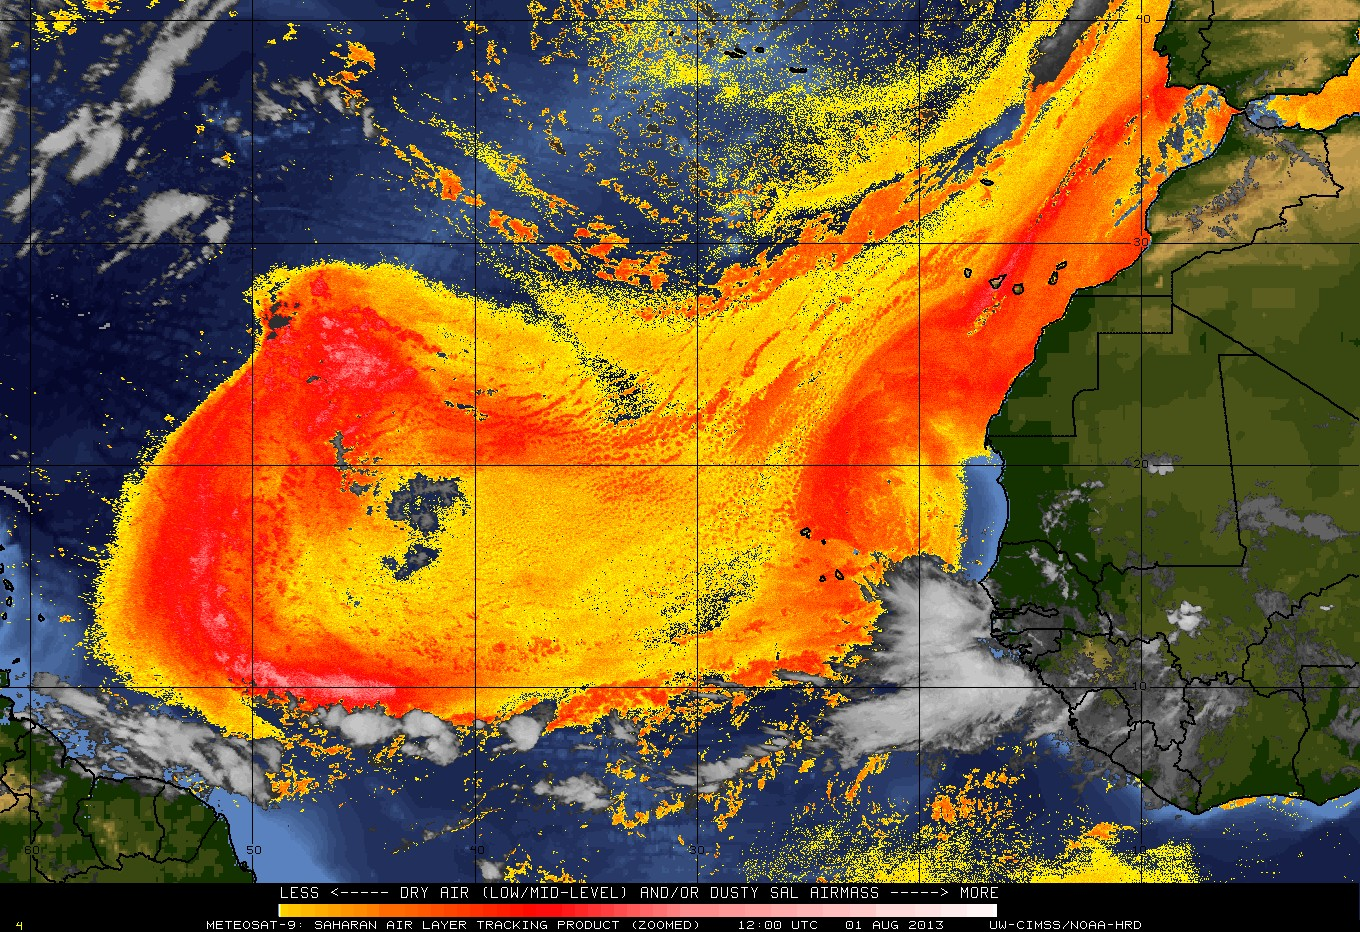 40
30
20
10
60 50 40 30 20 10
LESS <----- DRY AIR (LOW/MID-LEVEL) AND/OR DUSTY SAL AIRMASS -----> MORE
4 METEOSAT-9: SAHARAN AIR LAYER TRACKING PRODUCT (ZOOMED) 12:00 UTC 01 AUG 2013 UW-CIMSS/NOAA-HRD